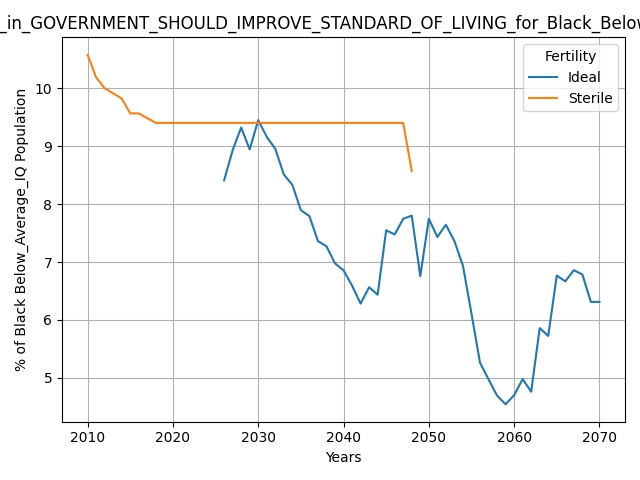 _in_GOVERNMENT_SHOULD_IMPROVE_STANDARD_OF_LIVING_for_Black_Below
Fertility
Ideal
Sterile
% of Black Below_Average_IQ Population
10
9
8
7
6
5
2010 2020 2030 2040 2050 2060 2070
Years